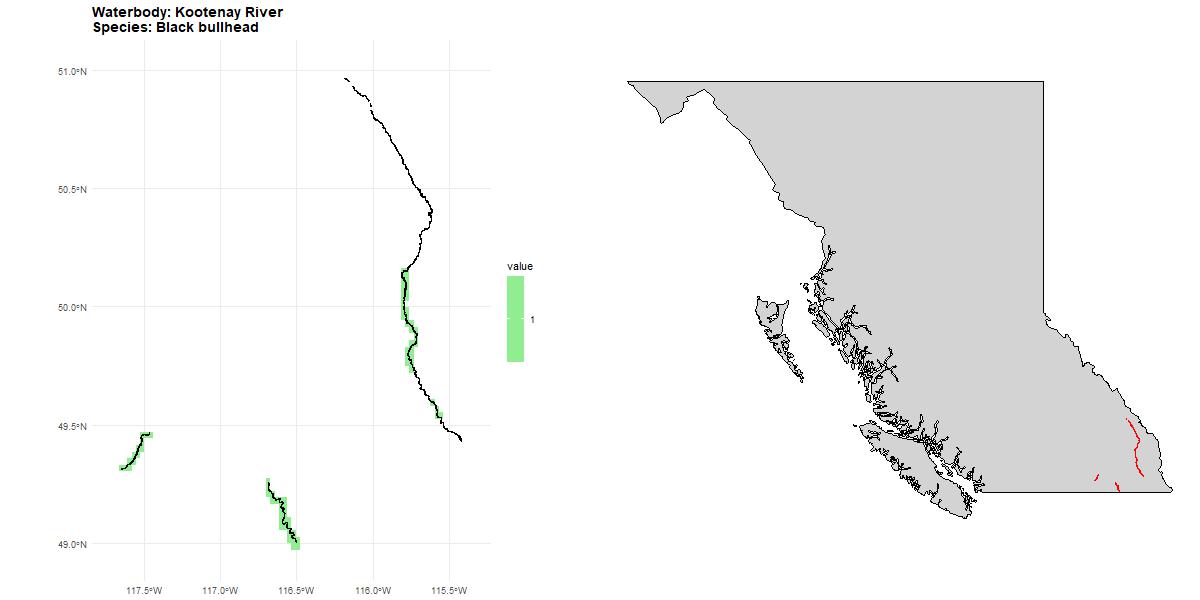 Waterbody: Kootenay River
Species: Black bullhead
51.0°N
50.5°N
50.0°N
49.5°N
49.0°N
117.5°W
117.0°W
116.5°W
116.0°W
115.5°W
value
1